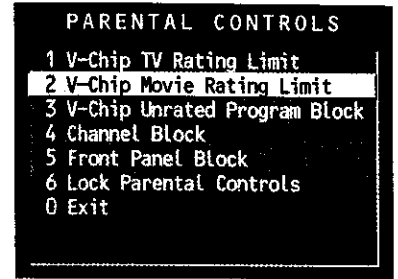 PARENTAL CONTROLS
1 V-Chip TV Rating Limit
2 V-Chip Movie Rating Limit
3 V-Chip Unrated Program Block
4 Channel Block
5 Front Panel Block
6 Lock Parental Controls
0 Exit